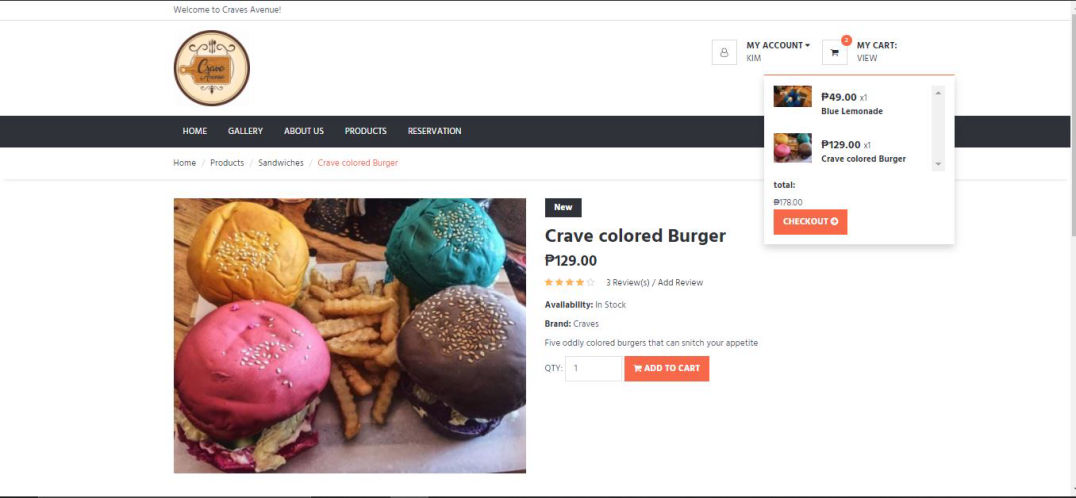 Welcome to Craves Avenue!
Crave
Avenue
MY ACCOUNT
KIM
2
MY CART:
VIEW
₱49.00 x1
Blue Lemonade
₱129.00 x1
Crave colored Burger
total:
₱178.00
CHECKOUT
HOME GALLERY ABOUT US PRODUCTS RESERVATION
Home / Products / Sandwiches / Crave colored Burger
New
Crave colored Burger
₱129.00
3 Review(s) / Add Review
Availability: In Stock
Brand: Craves
Five oddly colored burgers that can snitch your appetite
QTY: 1 ADD TO CART